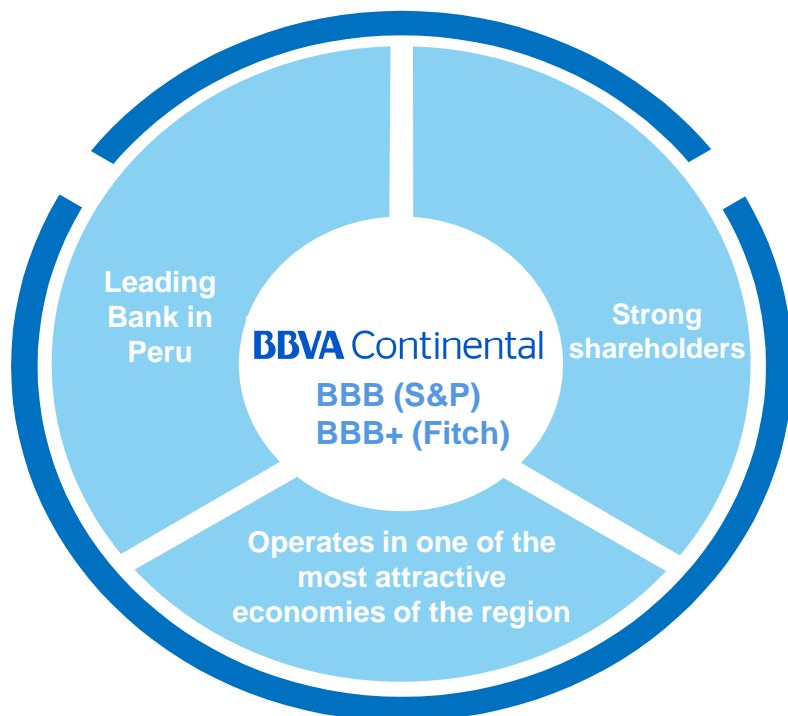 Leading
Bank in
Peru
Strong
shareholders
BBVA Continental
BBB (S&P)
BBB+ (Fitch)
Operates in one of the
most attractive
economies of the region